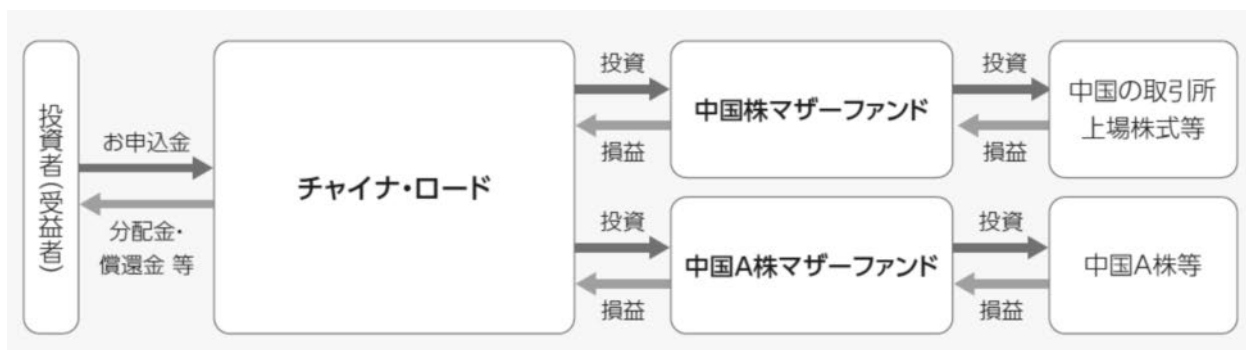 投資者(受益者)
お申込金
分配金・
償還金 等
チャイナ・ロード
投資
損益
中国株マザーファンド
投資
損益
中国の取引所
上場株式等
投資
損益
中国A株マザーファンド
投資
損益
中国A株等